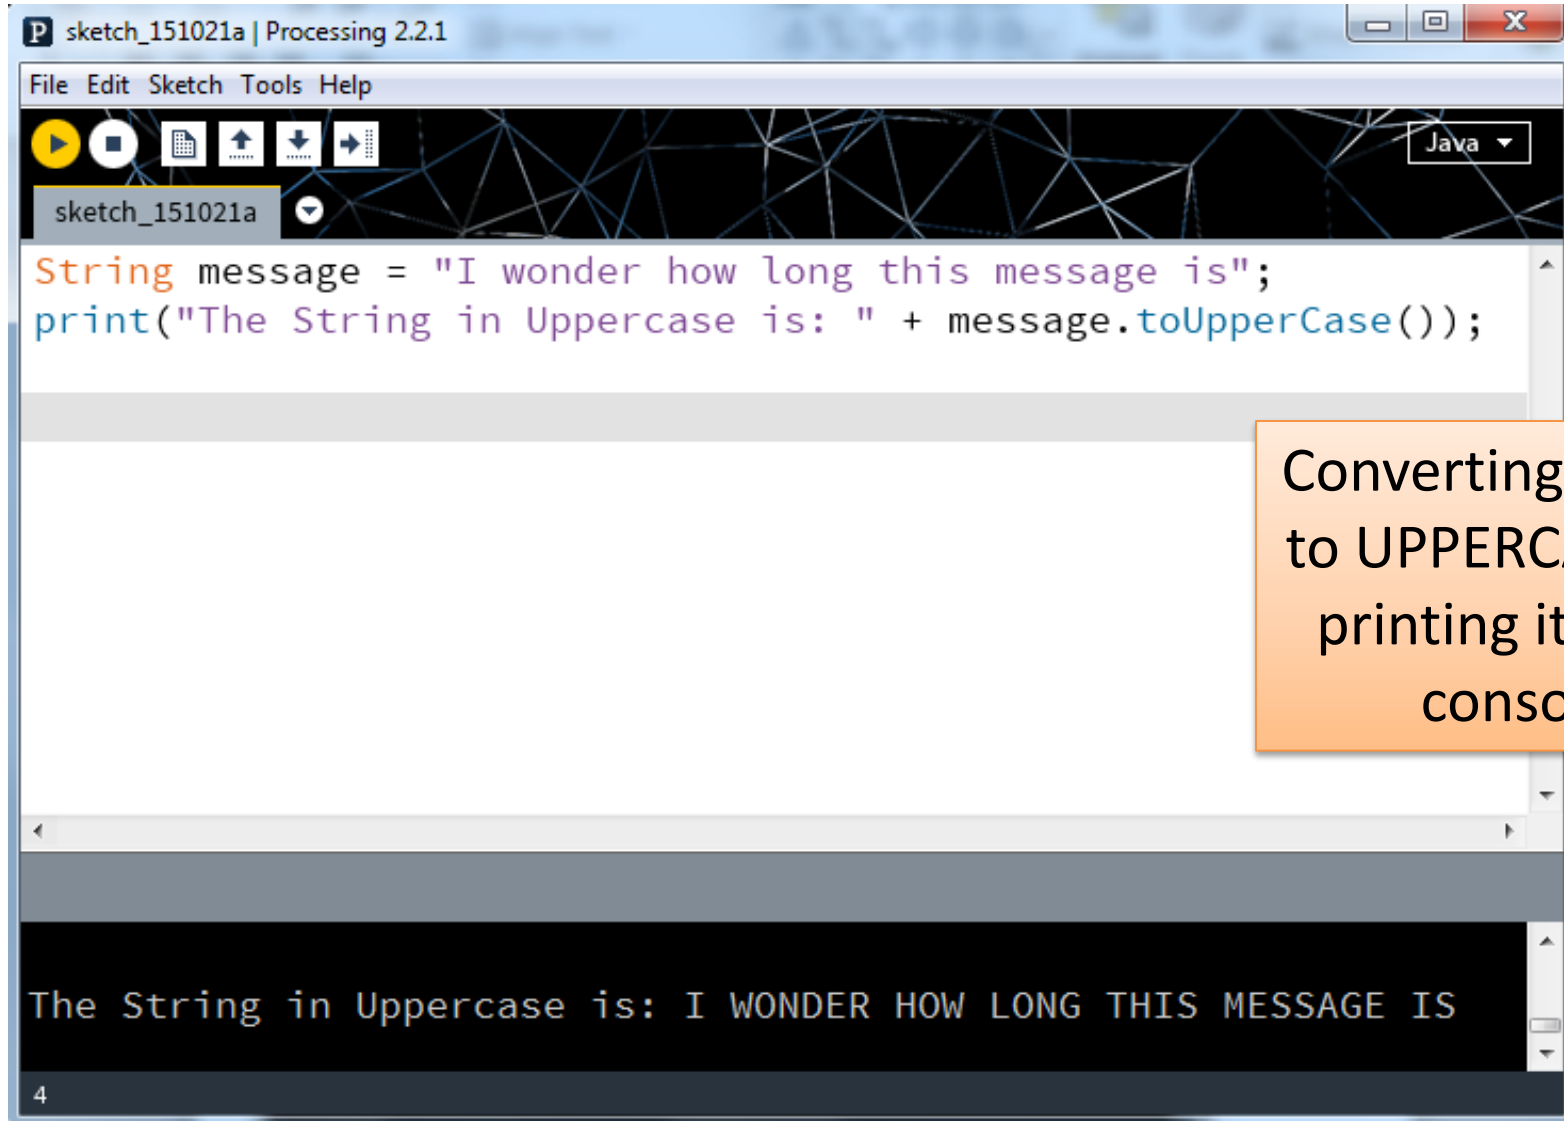 sketch_151021a | Processing 2.2.1
File Edit Sketch Tools Help
Java
sketch_151021a
String message = "I wonder how long this message is";
print("The String in Uppercase is: " + message.toUpperCase());
Converting
to UPPERC
printing it
conso
The String in Uppercase is: I WONDER HOW LONG THIS MESSAGE IS
4